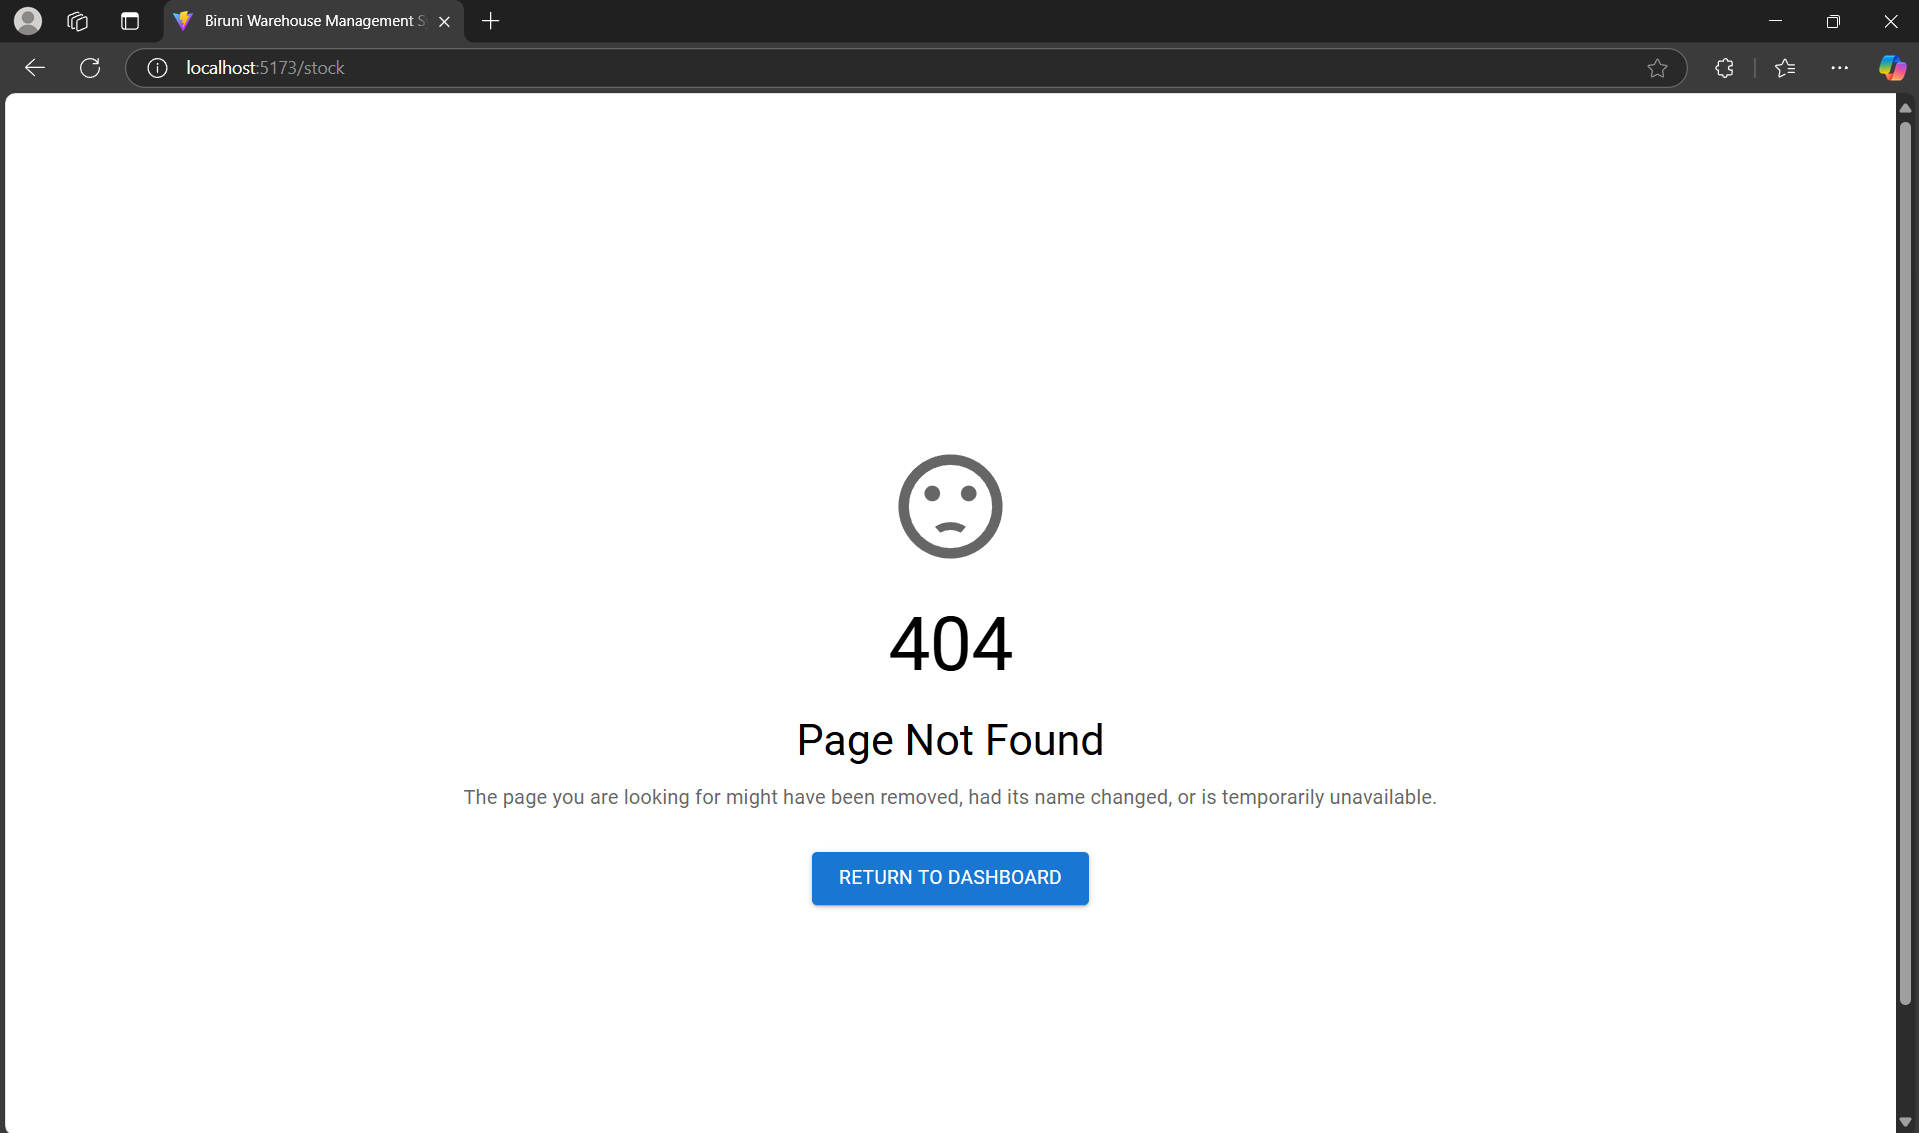 Biruni Warehouse Management S
localhost:5173/stock
404
Page Not Found
The page you are looking for might have been removed, had its name changed, or is temporarily unavailable.
RETURN TO DASHBOARD